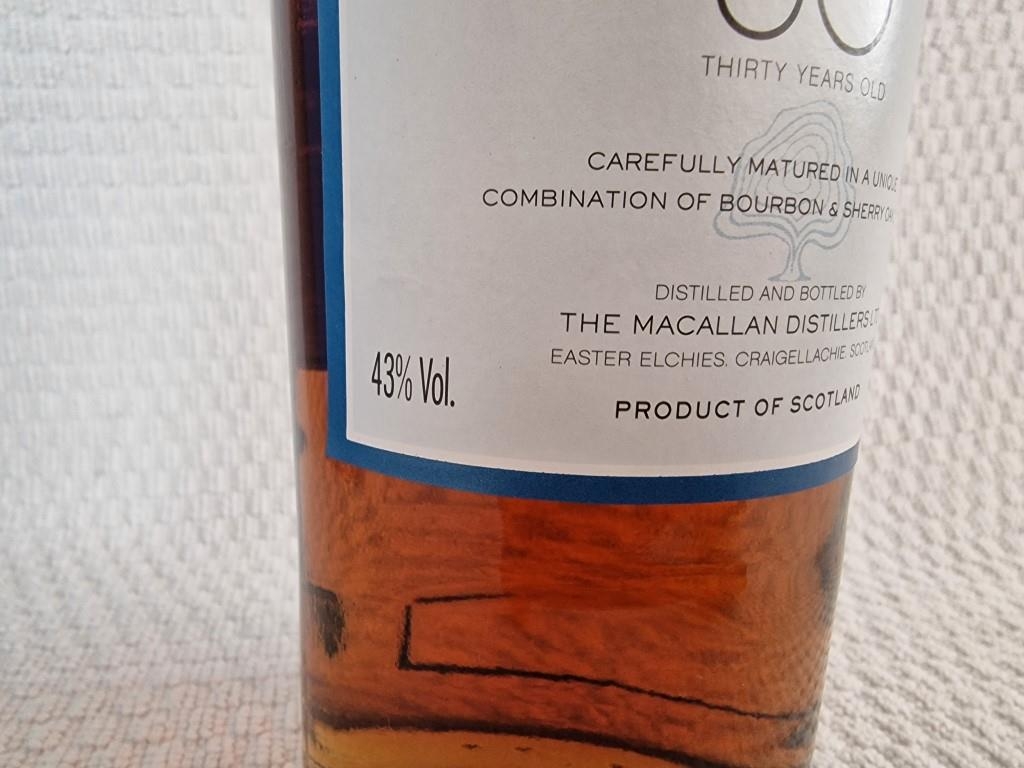 THIRTY YEARS OLD
CAREFULLY MATURED IN A UNIQUE
COMBINATION OF BOURBON & SHERRY
DISTILLED AND BOTTLED BY
THE MACALLAN DISTILLERS
EASTER ELCHIES, CRAIGELLACHIE
43% Vol.
PRODUCT OF SCOTLAND